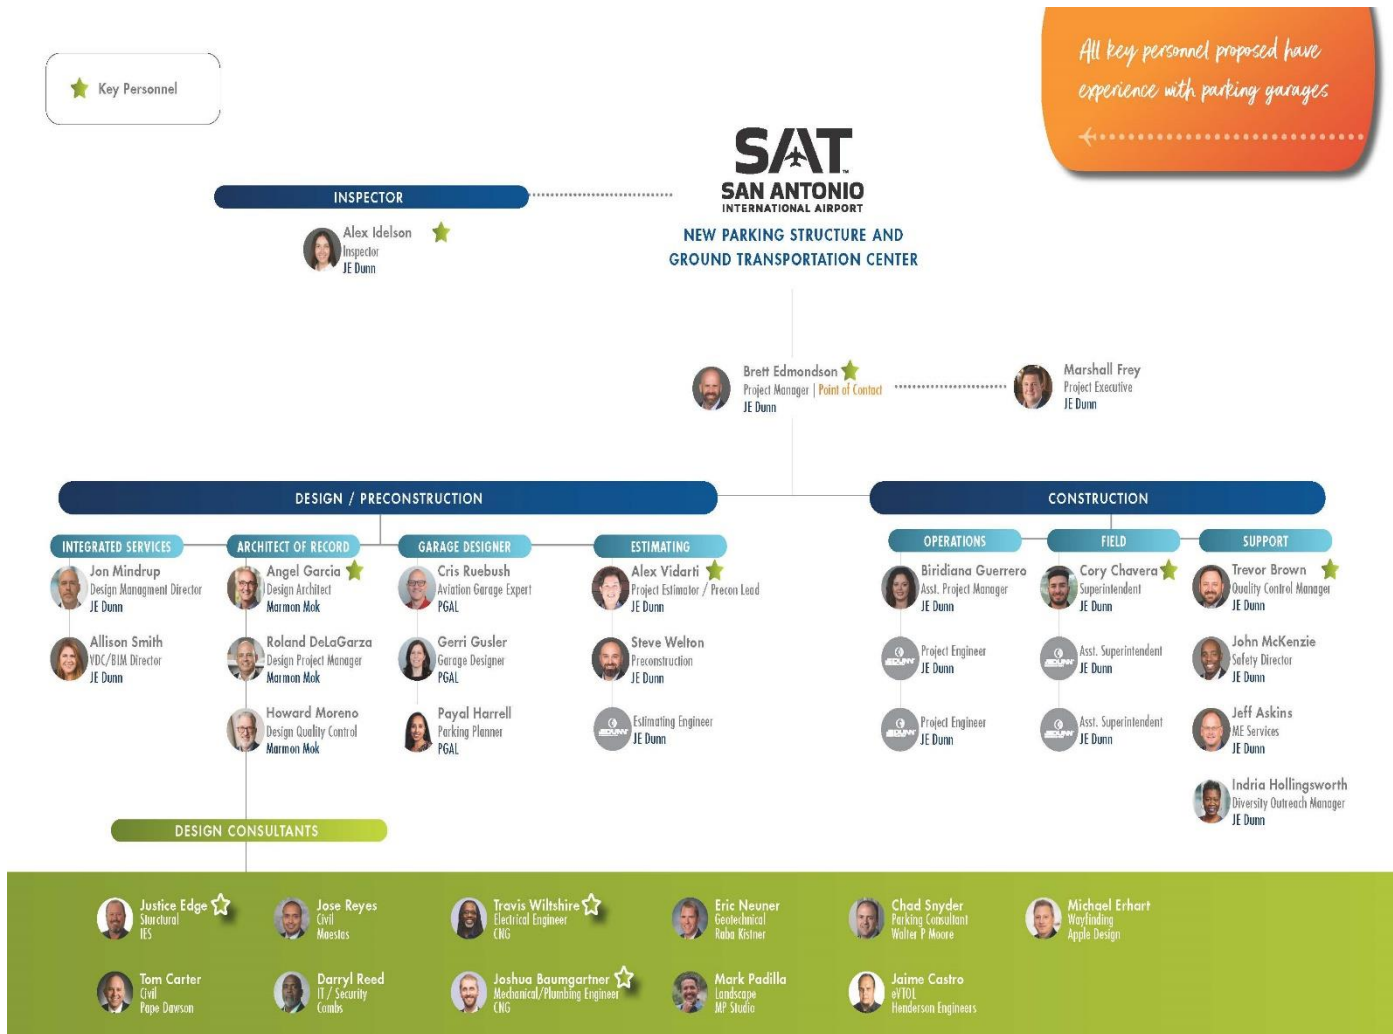 Key Personnel
All key personnel proposed have
experience with parking garages
SAT
SAN ANTONIO
INTERNATIONAL AIRPORT
NEW PARKING STRUCTURE AND
GROUND TRANSPORTATION CENTER
INSPECTOR
Alex Idelson
Inspector
JE Dunn
Brett Edmondson
Project Manager | Point of Contact
JE Dunn
Marshall Frey
Project Executive
JE Dunn
DESIGN / PRECONSTRUCTION
INTEGRATED SERVICES
Jon Mindrup
Design Managment Director
JE Dunn
Allison Smith
VDC/BIM Director
JE Dunn
ARCHITECT OF RECORD
Angel Garcia
Design Architect
Marmon Mok
Roland DeLaGarza
Design Project Manager
Marmon Mok
Howard Moreno
Design Quality Control
Marmon Mok
GARAGE DESIGNER
Cris Ruebush
Aviation Garage Expert
PGAL
Gerri Gusler
Garage Designer
PGAL
Payal Harrell
Parking Planner
PGAL
ESTIMATING
Alex Vidarti
Project Estimator / Precon Lead
JE Dunn
Steve Welton
Preconstruction
JE Dunn
JEDUNN
Estimating Engineer
JE Dunn
CONSTRUCTION
OPERATIONS
Biridiana Guerrero
Asst. Project Manager
JE Dunn
JEDUNN
Project Engineer
JE Dunn
JEDUNN
Project Engineer
JE Dunn
FIELD
Cory Chavera
Superintendent
JE Dunn
JEDUNN
Asst. Superintendent
JE Dunn
JEDUNN
Asst. Superintendent
JE Dunn
SUPPORT
Trevor Brown
Quality Control Manager
JE Dunn
John McKenzie
Safety Director
JE Dunn
Jeff Askins
ME Services
JE Dunn
Indria Hollingsworth
Diversity Outreach Manager
JE Dunn
DESIGN CONSULTANTS
Justice Edge
Sturctural
IES
Jose Reyes
Civil
Maestas
Travis Wiltshire
Electrical Engineer
CNG
Eric Neuner
Geotechnical
Raba Kistner
Chad Snyder
Parking Consultant
Walter P Moore
Michael Erhart
Wayfinding
Apple Design
Tom Carter
Civil
Pape Dawson
Darryl Reed
IT / Security
Combs
Joshua Baumgartner
Mechanical/Plumbing Engineer
CNG
Mark Padilla
Landscape
MP Studio
Jaime Castro
eVTOL
Henderson Engineers